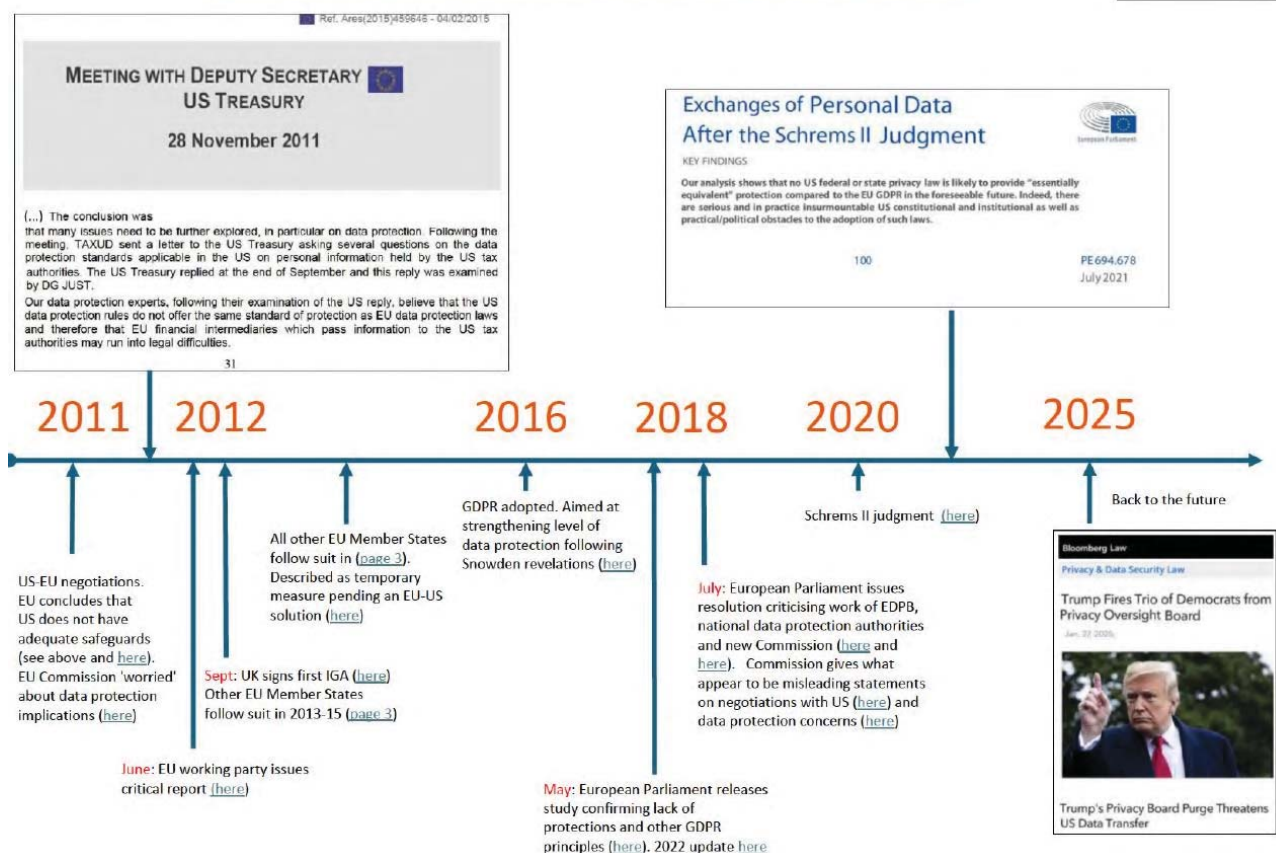 Ref. Ares(2015)459646 - 04/02/2015
MEETING WITH DEPUTY SECRETARY
US TREASURY
28 November 2011
(...) The conclusion was
that many issues need to be further explored, in particular on data protection. Following the
meeting, TAXUD sent a letter to the US Treasury asking several questions on the data
protection standards applicable in the US on personal information held by the US tax
authorities. The US Treasury replied at the end of September and this reply was examined
by DG JUST.
Our data protection experts, following their examination of the US reply, believe that the US
data protection rules do not offer the same standard of protection as EU data protection laws
and therefore that EU financial intermediaries which pass information to the US tax
authorities may run into legal difficulties.
31
Exchanges of Personal Data
After the Schrems II Judgment
European Parliament
KEY FINDINGS
Our analysis shows that no US federal or state privacy law is likely to provide "essentially
equivalent" protection compared to the EU GDPR in the foreseeable future. Indeed, there
are serious and in practice insurmountable US constitutional and institutional as well as
practical/political obstacles to the adoption of such laws.
100
PE694.678
July 2021
2011
2012
2016
2018
2020
2025
US-EU negotiations.
EU concludes that
US does not have
adequate safeguards
(see above and here).
EU Commission 'worried'
about data protection
implications (here)
June: EU working party issues
critical report (here)
Sept: UK signs first IGA (here)
Other EU Member States
follow suit in 2013-15 (page 3)
All other EU Member States
follow suit in (page 3).
Described as temporary
measure pending an EU-US
solution (here)
GDPR adopted. Aimed at
strengthening level of
data protection following
Snowden revelations (here)
May: European Parliament releases
study confirming lack of
protections and other GDPR
principles (here). 2022 update here
July: European Parliament issues
resolution criticising work of EDPB,
national data protection authorities
and new Commission (here and
here). Commission gives what
appear to be misleading statements
on negotiations with US (here) and
data protection concerns (here)
Schrems II judgment (here)
Back to the future
Bloomberg Law
Privacy & Data Security Law
Trump Fires Trio of Democrats from
Privacy Oversight Board
Jan. 27, 2025,
Trump's Privacy Board Purge Threatens
US Data Transfer